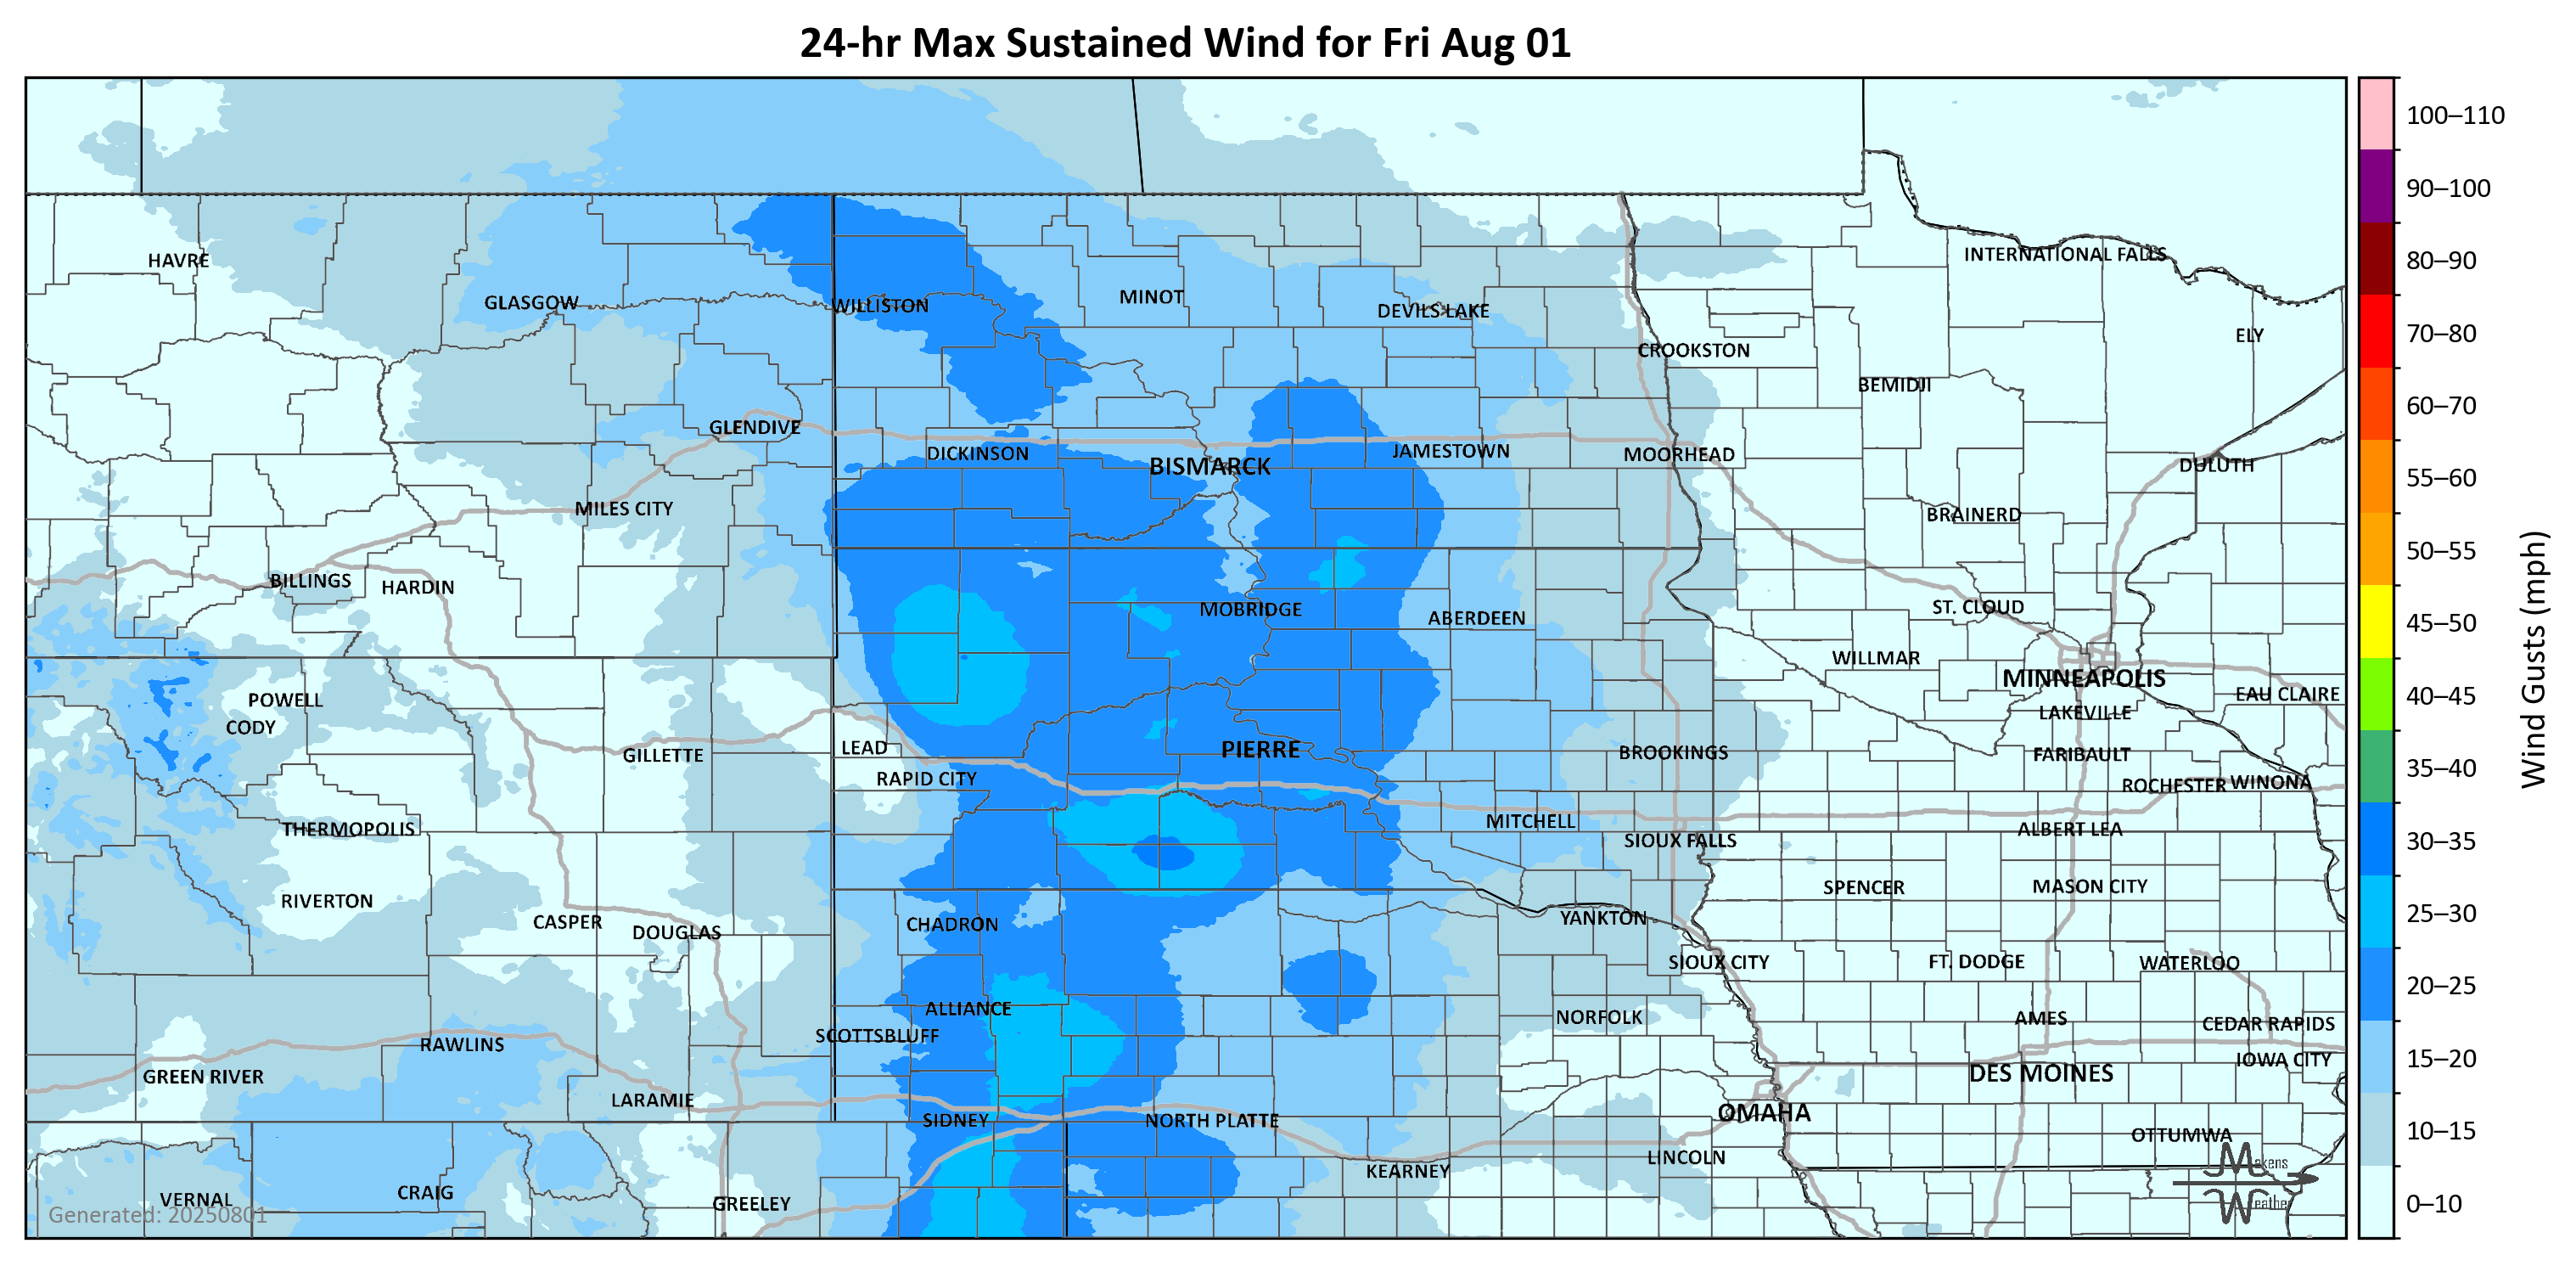 24-hr Max Sustained Wind for Fri Aug 01
100–110
90–100
80–90
70–80
60–70
55–60
50–55
45–50
40–45
35–40
30–35
25–30
20–25
15–20
10–15
0–10
Wind Gusts (mph)
HAVRE
INTERNATIONAL FALLS
GLASGOW
WILLISTON
MINOT
DEVILS LAKE
ELY
CROOKSTON
BEMIDJI
GLENDIVE
DICKINSON
BISMARCK
JAMESTOWN
MOORHEAD
DULUTH
MILES CITY
BRAINERD
BILLINGS
HARDIN
MOBRIDGE
ABERDEEN
ST. CLOUD
WILLMAR
MINNEAPOLIS
EAU CLAIRE
POWELL
CODY
LAKEVILLE
GILLETTE
LEAD
PIERRE
BROOKINGS
FARIBAULT
RAPID CITY
ROCHESTER
WINONA
THERMOPOLIS
MITCHELL
SIOUX FALLS
ALBERT LEA
SPENCER
MASON CITY
RIVERTON
CASPER
DOUGLAS
CHADRON
YANKTON
SIOUX CITY
FT. DODGE
WATERLOO
ALLIANCE
NORFOLK
AMES
CEDAR RAPIDS
SCOTTSBLUFF
RAWLINS
IOWA CITY
GREEN RIVER
DES MOINES
LARAMIE
SIDNEY
NORTH PLATTE
OMAHA
OTTUMWA
KEARNEY
LINCOLN
VERNAL
CRAIG
GREELEY
Generated: 20250801
Makens
Weather